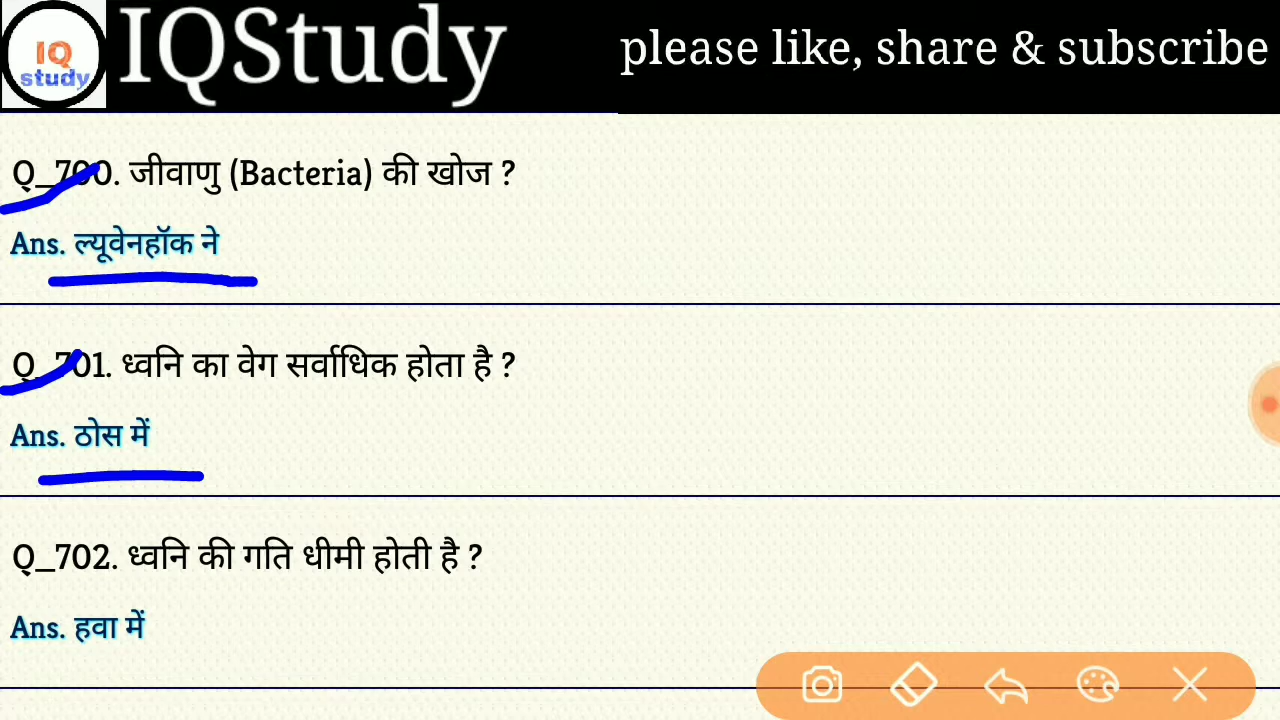 IQ
study
IQStudy
please like, share & subscribe
Q_700. जीवाणु (Bacteria) की खोज ?
Ans. ल्यूवेनहॉक ने
Q_701. ध्वनि का वेग सर्वाधिक होता है ?
Ans. ठोस में
Q_702. ध्वनि की गति धीमी होती है ?
Ans. हवा में